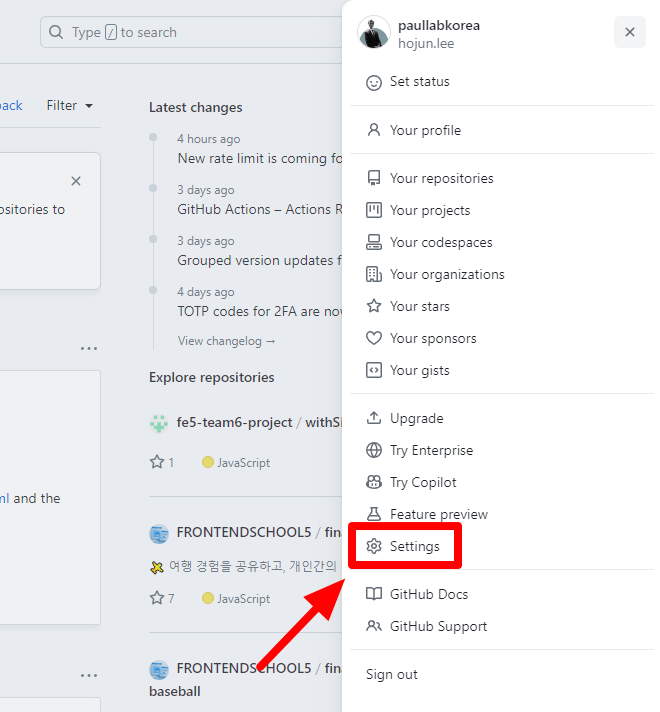 Type / to search
paullabkorea
hojun.lee
Set status
back
Filter
Latest changes
4 hours ago
New rate limit is coming fo
3 days ago
GitHub Actions – Actions R
3 days ago
Grouped version updates f
4 days ago
TOTP codes for 2FA are now
View changelog →
Explore repositories
fe5-team6-project / withSi
1 JavaScript
FRONTENDSCHOOL5 / fina
여행 경험을 공유하고, 개인간의
7 JavaScript
FRONTENDSCHOOL5 / fina
baseball
ositories to
ml and the
Your profile
Your repositories
Your projects
Your codespaces
Your organizations
Your stars
Your sponsors
Your gists
Upgrade
Try Enterprise
Try Copilot
Feature preview
Settings
GitHub Docs
GitHub Support
Sign out